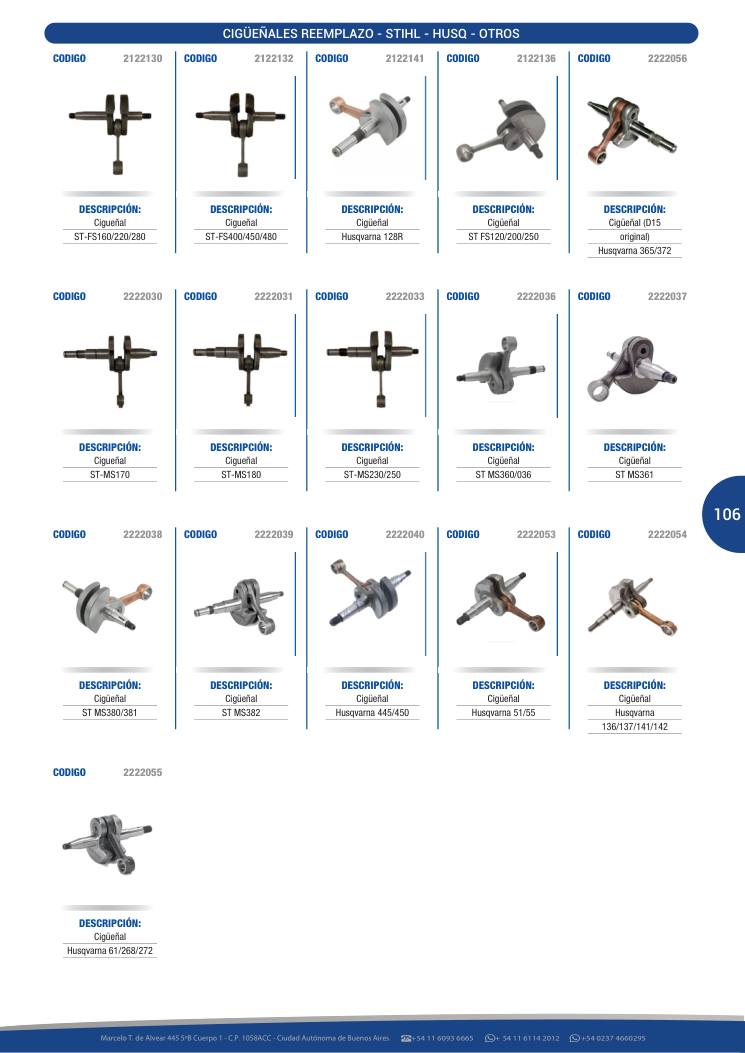 CIGÜEÑALES REEMPLAZO - STIHL - HUSQ - OTROS
CODIGO 2122130
DESCRIPCIÓN:
Cigueñal
ST-FS160/220/280
CODIGO 2122132
DESCRIPCIÓN:
Cigueñal
ST-FS400/450/480
CODIGO 2122141
DESCRIPCIÓN:
Cigüeñal
Husqvarna 128R
CODIGO 2122136
DESCRIPCIÓN:
Cigüeñal
ST FS120/200/250
CODIGO 2222056
DESCRIPCIÓN:
Cigüeñal (D15
original)
Husqvarna 365/372
CODIGO 2222030
DESCRIPCIÓN:
Cigueñal
ST-MS170
CODIGO 2222031
DESCRIPCIÓN:
Cigueñal
ST-MS180
CODIGO 2222033
DESCRIPCIÓN:
Cigueñal
ST-MS230/250
CODIGO 2222036
DESCRIPCIÓN:
Cigüeñal
ST MS360/036
CODIGO 2222037
DESCRIPCIÓN:
Cigüeñal
ST MS361
106
CODIGO 2222038
DESCRIPCIÓN:
Cigüeñal
ST MS380/381
CODIGO 2222039
DESCRIPCIÓN:
Cigüeñal
ST MS382
CODIGO 2222040
DESCRIPCIÓN:
Cigüeñal
Husqvarna 445/450
CODIGO 2222053
DESCRIPCIÓN:
Cigüeñal
Husqvarna 51/55
CODIGO 2222054
DESCRIPCIÓN:
Cigüeñal
Husqvarna
136/137/141/142
CODIGO 2222055
DESCRIPCIÓN:
Cigüeñal
Husqvarna 61/268/272
Marcelo T. de Alvear 445 5ºB Cuerpo 1 - C.P. 1058ACC - Ciudad Autónoma de Buenos Aires. +54 11 6093 6665 + 54 11 6114 2012 +54 0237 4660295